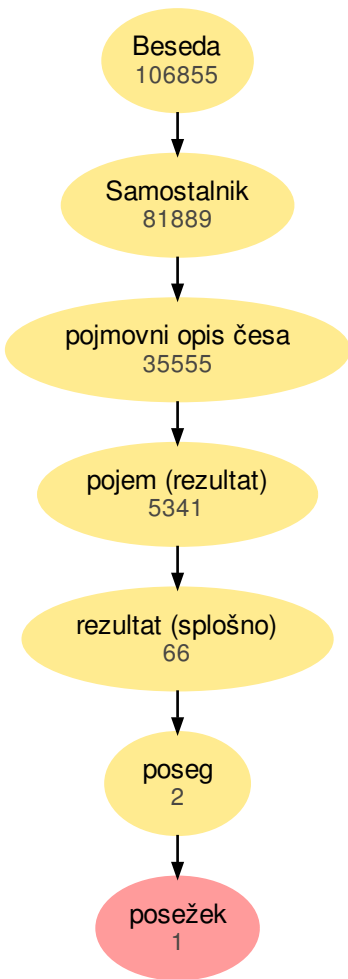 Beseda
106855
Samostalnik
81889
pojmovni opis česa
35555
pojem (rezultat)
5341
rezultat (splošno)
66
poseg
2
posežek
1